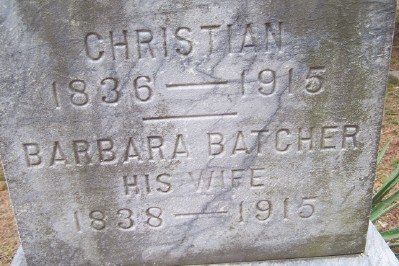 CHRISTIAN
1836 — 1915
BARBARA BATCHER
HIS WIFE
1838 — 1915